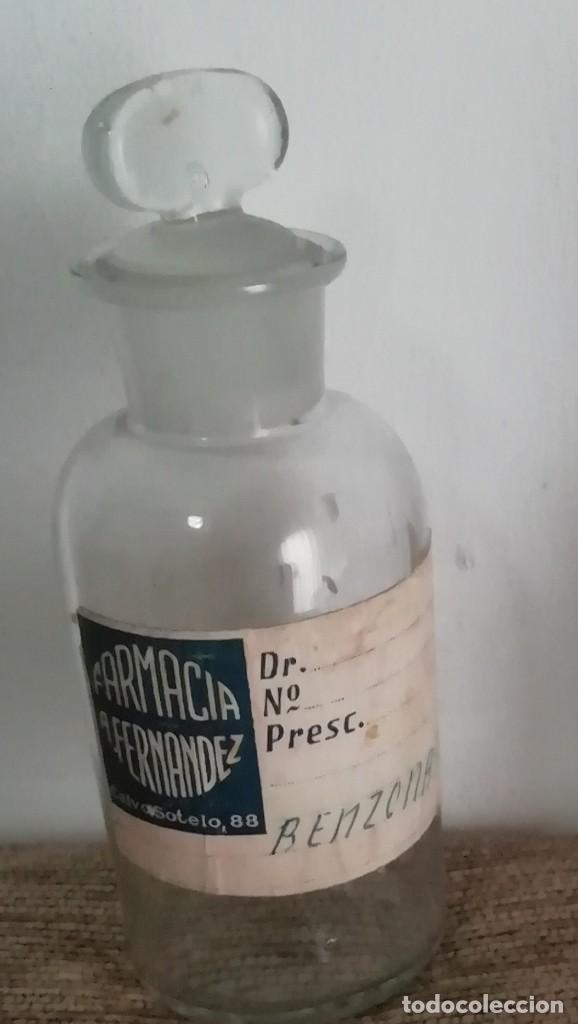 FARMACIA
A. FERNANDEZ
Calvo Sotelo, 88
Dr.
Nº
Presc.
BENZONA
todocoleccion